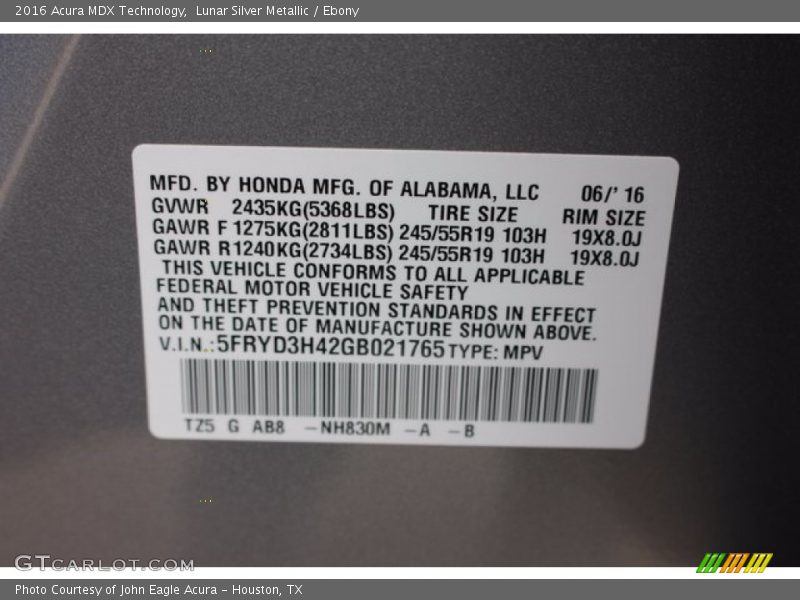 2016 Acura MDX Technology,  Lunar Silver Metallic / Ebony
MFD. BY HONDA MFG. OF ALABAMA, LLC 06/' 16
GVWR 2435KG(5368LBS) TIRE SIZE RIM SIZE
GAWR F 1275KG(2811LBS) 245/55R19 103H 19X8.0J
GAWR R 1240KG(2734LBS) 245/55R19 103H 19X8.0J
THIS VEHICLE CONFORMS TO ALL APPLICABLE
FEDERAL MOTOR VEHICLE SAFETY
AND THEFT PREVENTION STANDARDS IN EFFECT
ON THE DATE OF MANUFACTURE SHOWN ABOVE.
V.I.N.:5FRYD3H42GB021765 TYPE: MPV
TZ5 G AB8 -NH830M -A -B
GTCARLOT.COM
Photo Courtesy of John Eagle Acura - Houston, TX